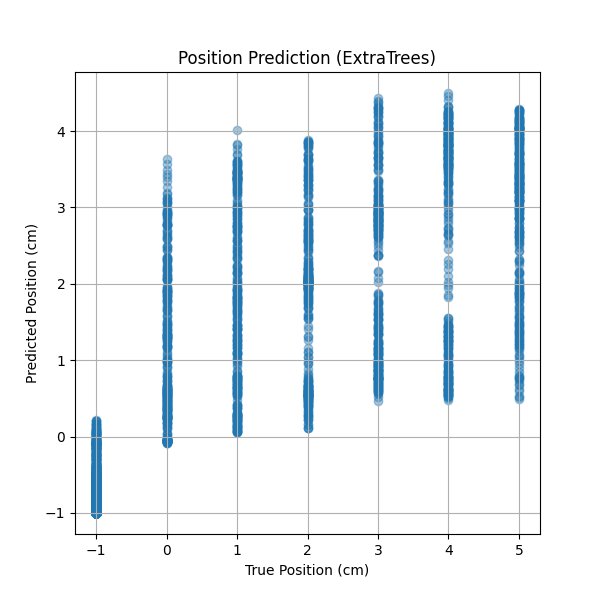 Position Prediction (ExtraTrees)
4
3
2
1
0
−1
Predicted Position (cm)
−1 0 1 2 3 4 5
True Position (cm)